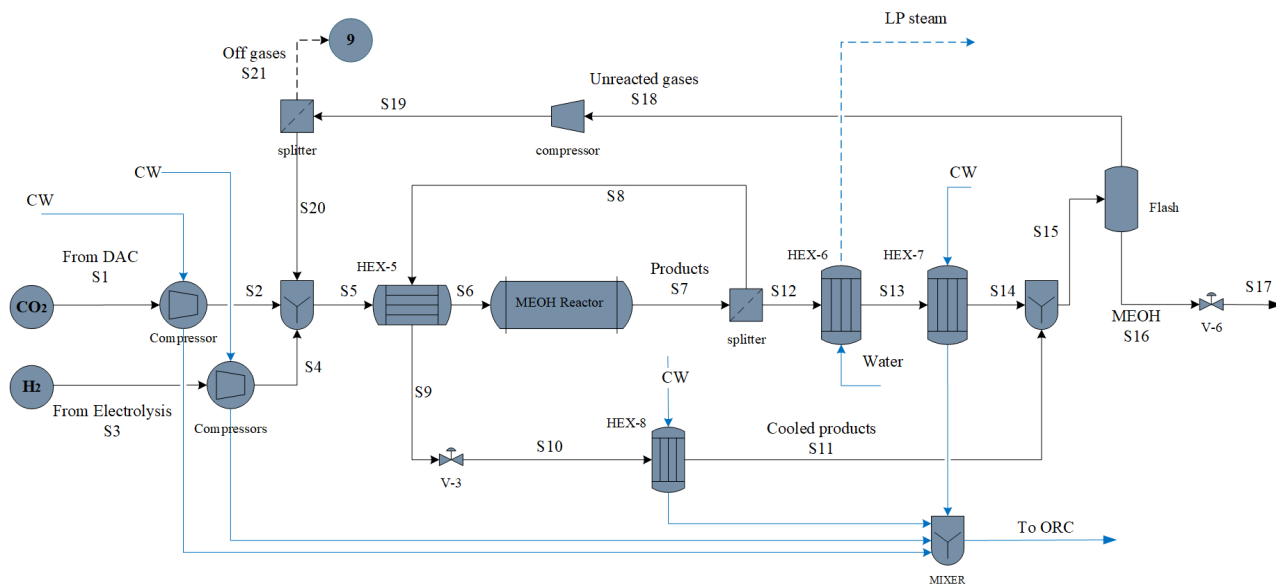 LP steam
9
Off gases
S21
Unreacted gases
S18
S19
splitter
compressor
CW
CW
S8
CW
S20
S15
Flash
HEX-6
HEX-7
From DAC
S1
HEX-5
Products
S7
CO2
S2
S5
S6
MEOH Reactor
S12
S13
S14
MEOH
S16
S17
V-6
Compressor
splitter
S4
Water
H2
CW
From Electrolysis
S3
Compressors
S9
HEX-8
Cooled products
S11
S10
V-3
To ORC
MIXER